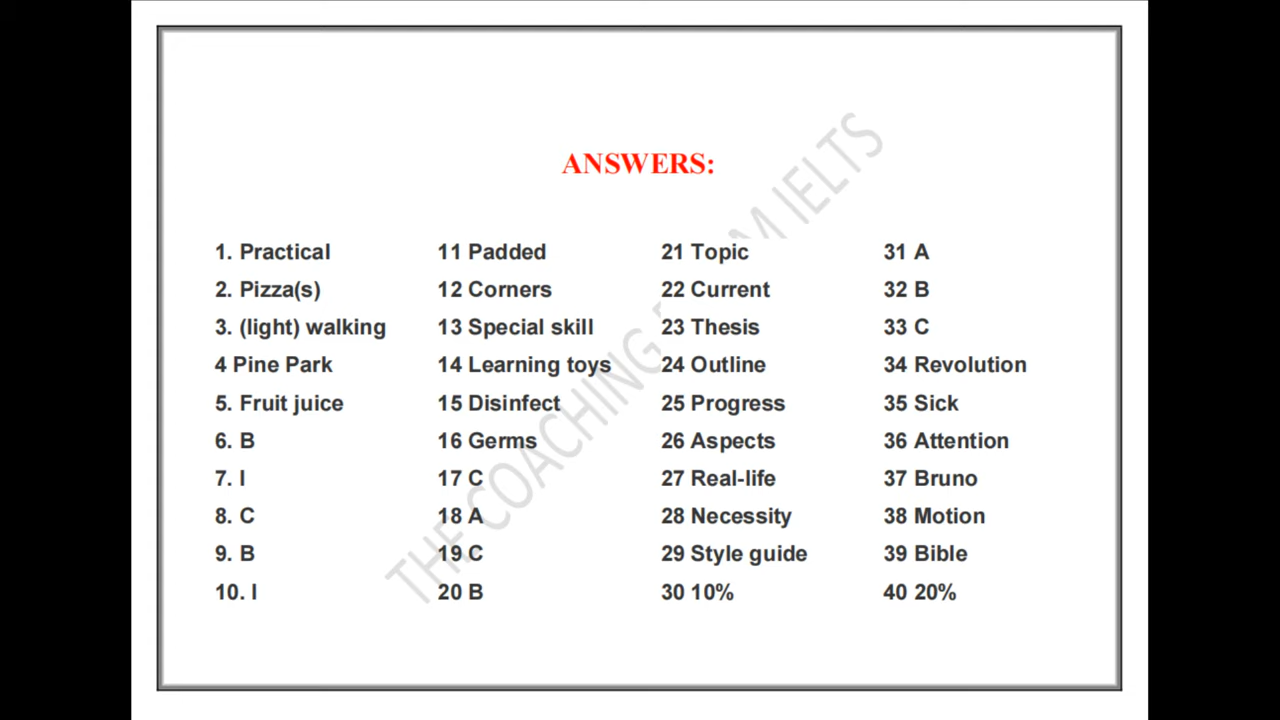 ANSWERS:
1. Practical
2. Pizza(s)
3. (light) walking
4 Pine Park
5. Fruit juice
6. B
7. I
8. C
9. B
10. I
11 Padded
12 Corners
13 Special skill
14 Learning toys
15 Disinfect
16 Germs
17 C
18 A
19 C
20 B
21 Topic
22 Current
23 Thesis
24 Outline
25 Progress
26 Aspects
27 Real-life
28 Necessity
29 Style guide
30 10%
31 A
32 B
33 C
34 Revolution
35 Sick
36 Attention
37 Bruno
38 Motion
39 Bible
40 20%
THE COACHING IELTS